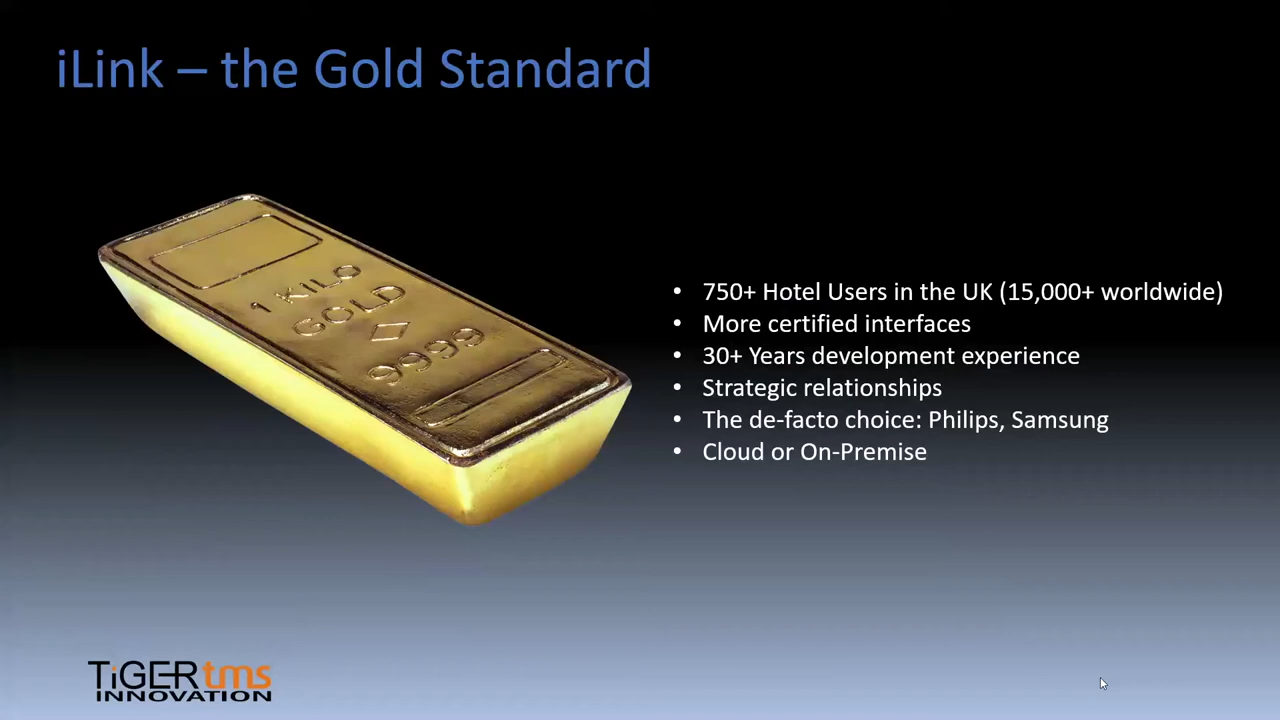 iLink – the Gold Standard
1 KILO
GOLD
9999
• 750+ Hotel Users in the UK (15,000+ worldwide)
• More certified interfaces
• 30+ Years development experience
• Strategic relationships
• The de-facto choice: Philips, Samsung
• Cloud or On-Premise
TiGERtms
INNOVATION